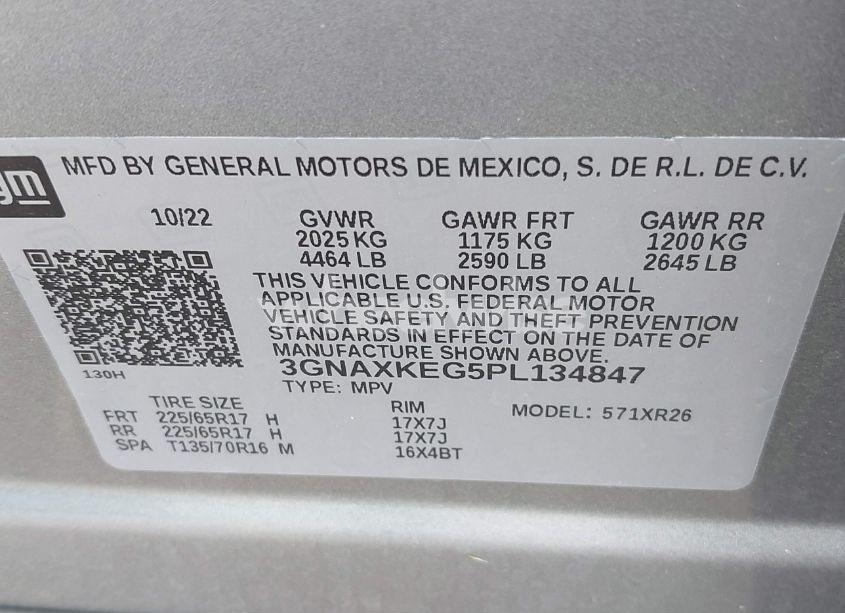 gm
MFD BY GENERAL MOTORS DE MEXICO, S. DE R.L. DE C.V.
10/22 GVWR GAWR FRT GAWR RR
2025 KG 1175 KG 1200 KG
4464 LB 2590 LB 2645 LB
THIS VEHICLE CONFORMS TO ALL
APPLICABLE U.S. FEDERAL MOTOR
VEHICLE SAFETY AND THEFT PREVENTION
STANDARDS IN EFFECT ON THE DATE OF
MANUFACTURE SHOWN ABOVE.
130H
3GNAXKEG5PL134847
TYPE: MPV
TIRE SIZE RIM MODEL: 571XR26
FRT 225/65R17 H 17X7J
RR 225/65R17 H 17X7J
SPA T135/70R16 M 16X4BT